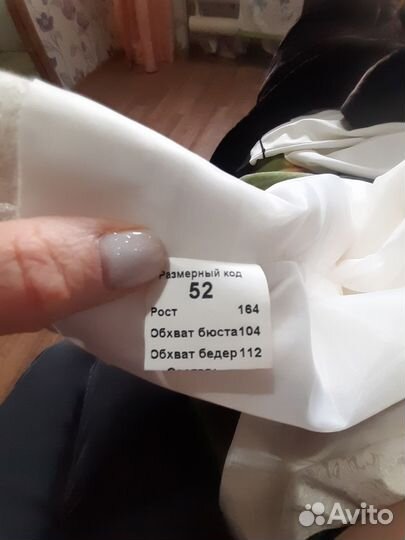 Размерный код
52
Рост 164
Обхват бюста 104
Обхват бедер 112
Avito